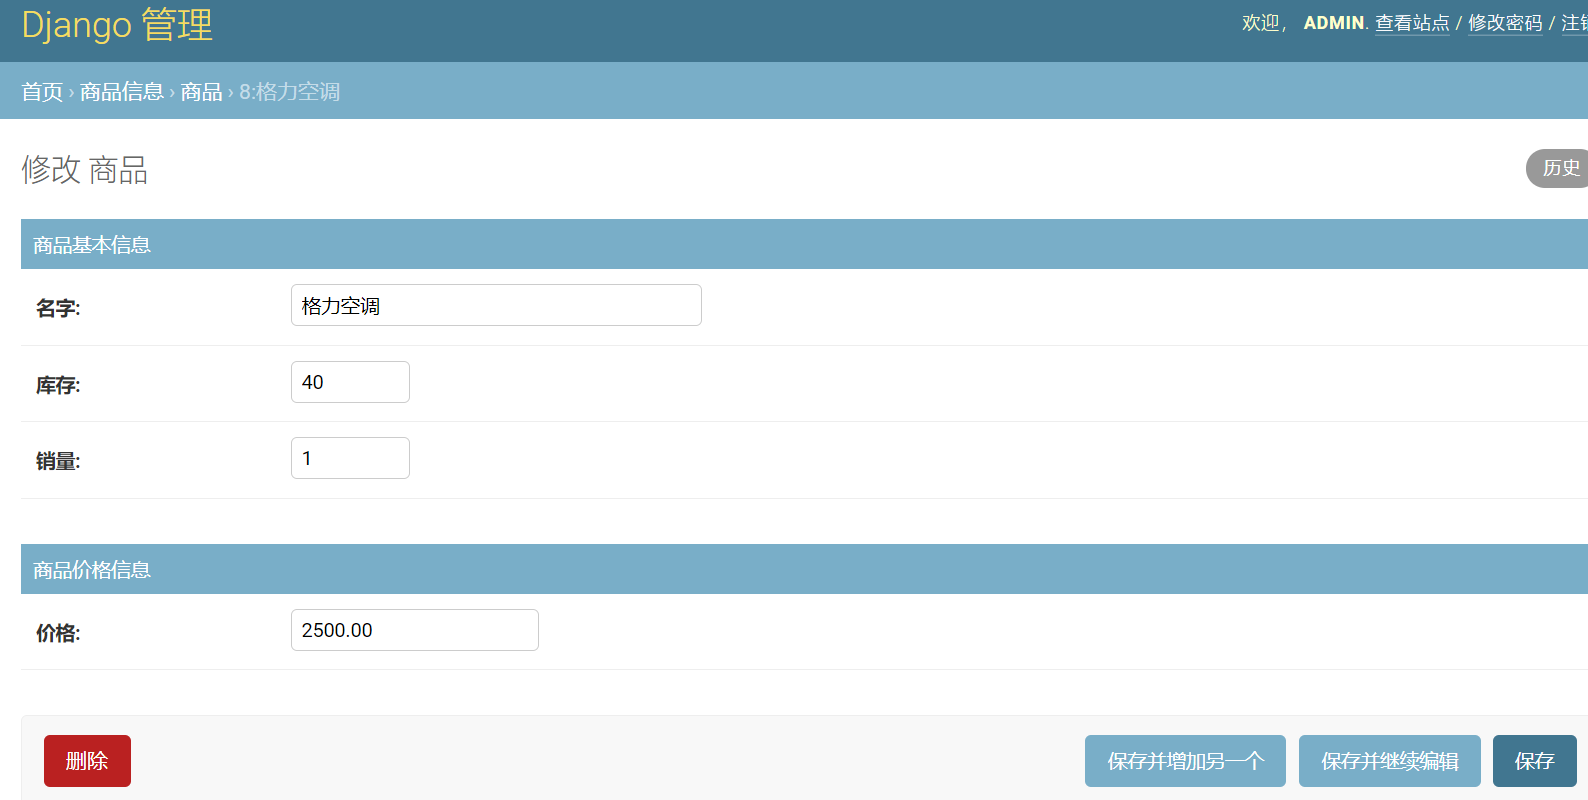 Django 管理
欢迎， ADMIN. 查看站点 / 修改密码 / 注
首页 › 商品信息 › 商品 › 8:格力空调
修改 商品
历史
商品基本信息
名字: 格力空调
库存: 40
销量: 1
商品价格信息
价格: 2500.00
删除 保存并增加另一个 保存并继续编辑 保存